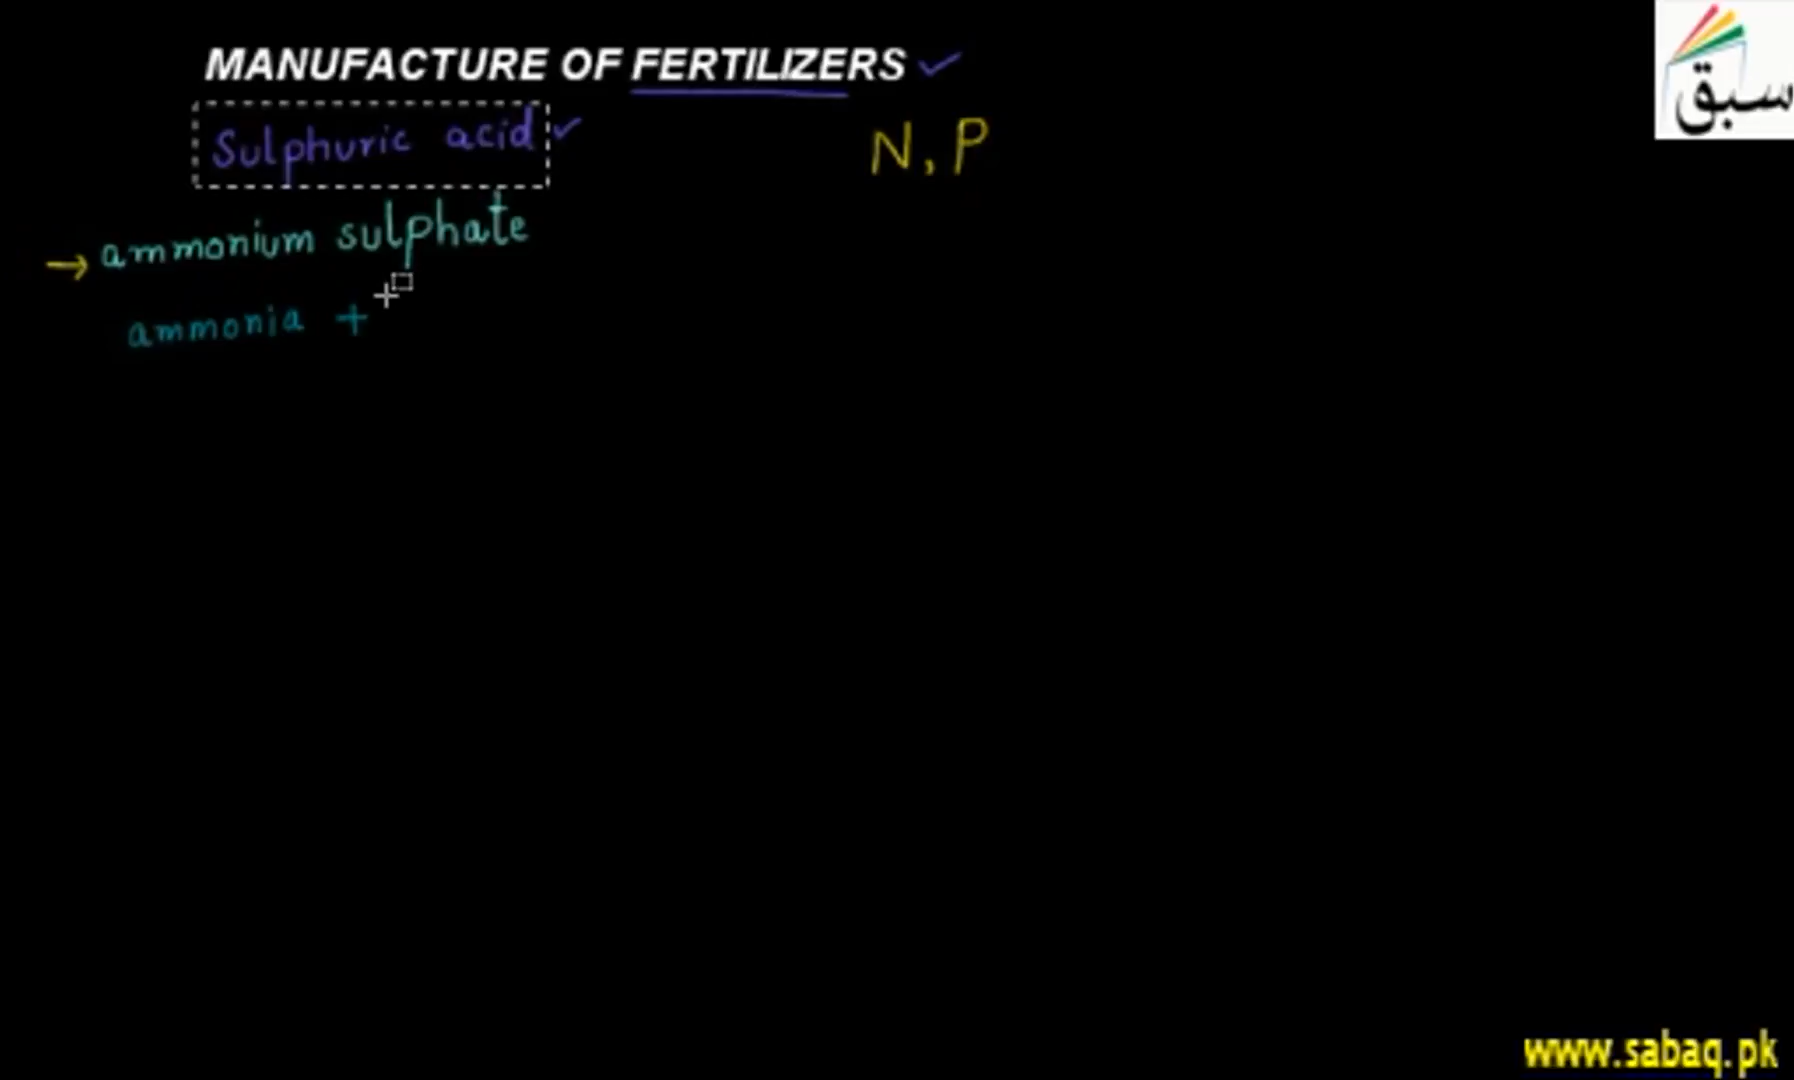 MANUFACTURE OF FERTILIZERS
Sulphuric acid
N, P
→ ammonium sulphate
ammonia +
سبق
www.sabaq.pk